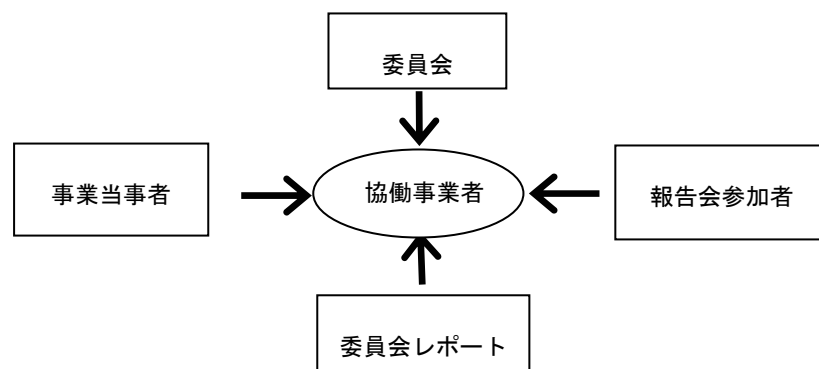 委員会
事業当事者
協働事業者
報告会参加者
委員会レポート